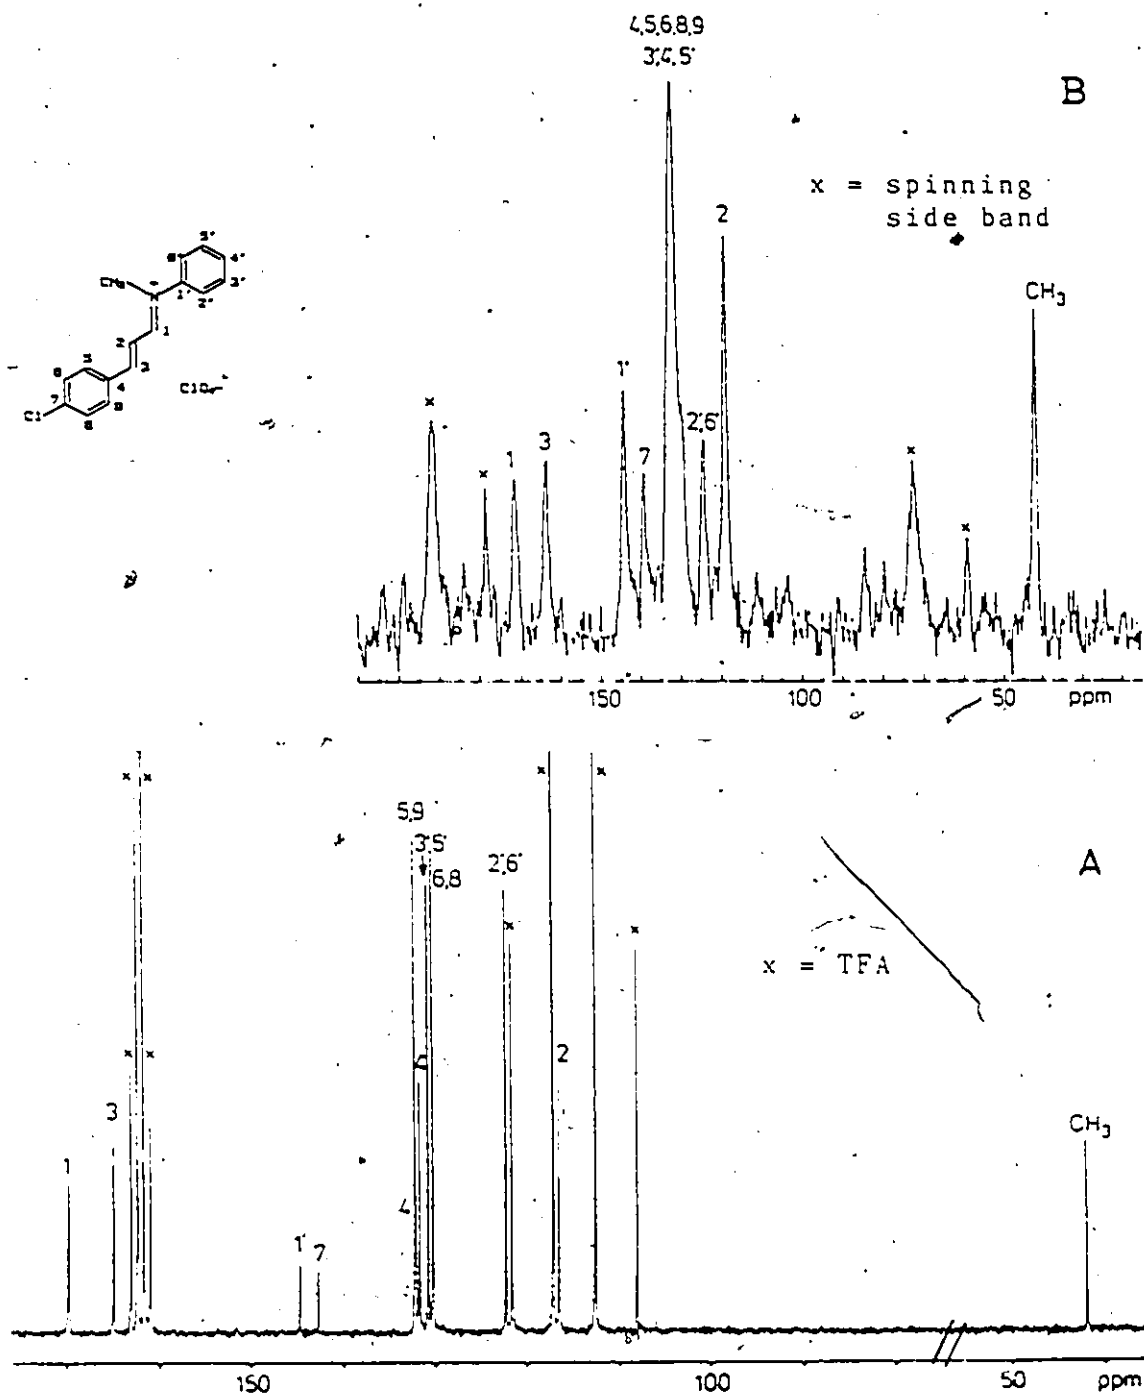 4,5,6,8,9
3',4',5'
B
x = spinning
side band
2
CH3
1'
x
x
1
3
7
2',6'
x
x
5'
6'
4'
CH3
+
N
1'
3'
2'
1
2
3
5
6
4
7
9
8
Cl
ClO4-
150
100
50
ppm
x
x
x
x
5,9
3',5'
6,8
2',6'
A
x
x
x = TFA
x
x
4'
2
3
1
CH3
4
1'
7
150
100
50
ppm